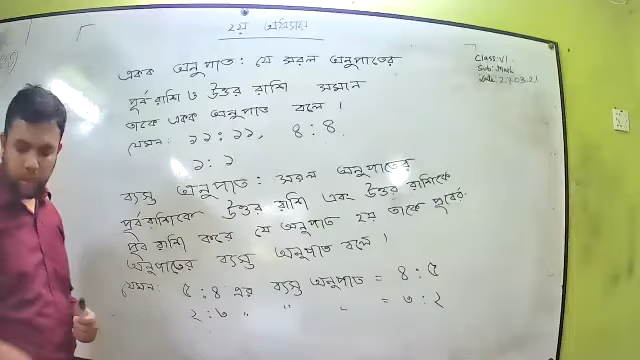 ২য় অধ্যায়
Class: VI
Sub: Math
Date: 27.03.21
একক অনুপাত: যে সরল অনুপাতের
পূর্ব রাশি ও উত্তর রাশি সমান
তাকে একক অনুপাত বলে।
যেমন: ১১:১১, ৪:৪
১:১
ব্যস্ত অনুপাত: সরল অনুপাতের
পূর্ব রাশিকে উত্তর রাশি এবং উত্তর রাশিকে
পূর্ব রাশি করে যে অনুপাত হয় তাকে পূর্বের
অনুপাতের ব্যস্ত অনুপাত বলে।
যেমন: ৫:৪ এর ব্যস্ত অনুপাত = ৪:৫
২:৩ " " " = ৩:২